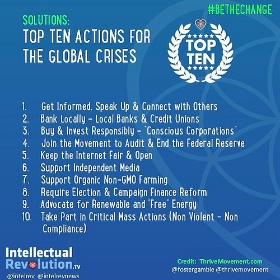 #BETHECHANGE
SOLUTIONS:
TOP TEN ACTIONS FOR
THE GLOBAL CRISES
TOP
TEN
1. Get Informed, Speak Up & Connect with Others
2. Bank Locally - Local Banks & Credit Unions
3. Buy & Invest Responsibly - "Conscious Corporations"
4. Join the Movement to Audit & End the Federal Reserve
5. Keep the Internet Fair & Open
6. Support Independent Media
7. Support Organic Non-GMO Farming
8. Require Election & Campaign Finance Reform
9. Advocate for Renewable and "Free" Energy
10. Take Part in Critical Mass Actions (Non Violent - Non
Compliance)
Intellectual
Revolution.TV
@intelrev @intelrevnews
Credit: ThriveMovement.com
@fostergamble @thrivemovement